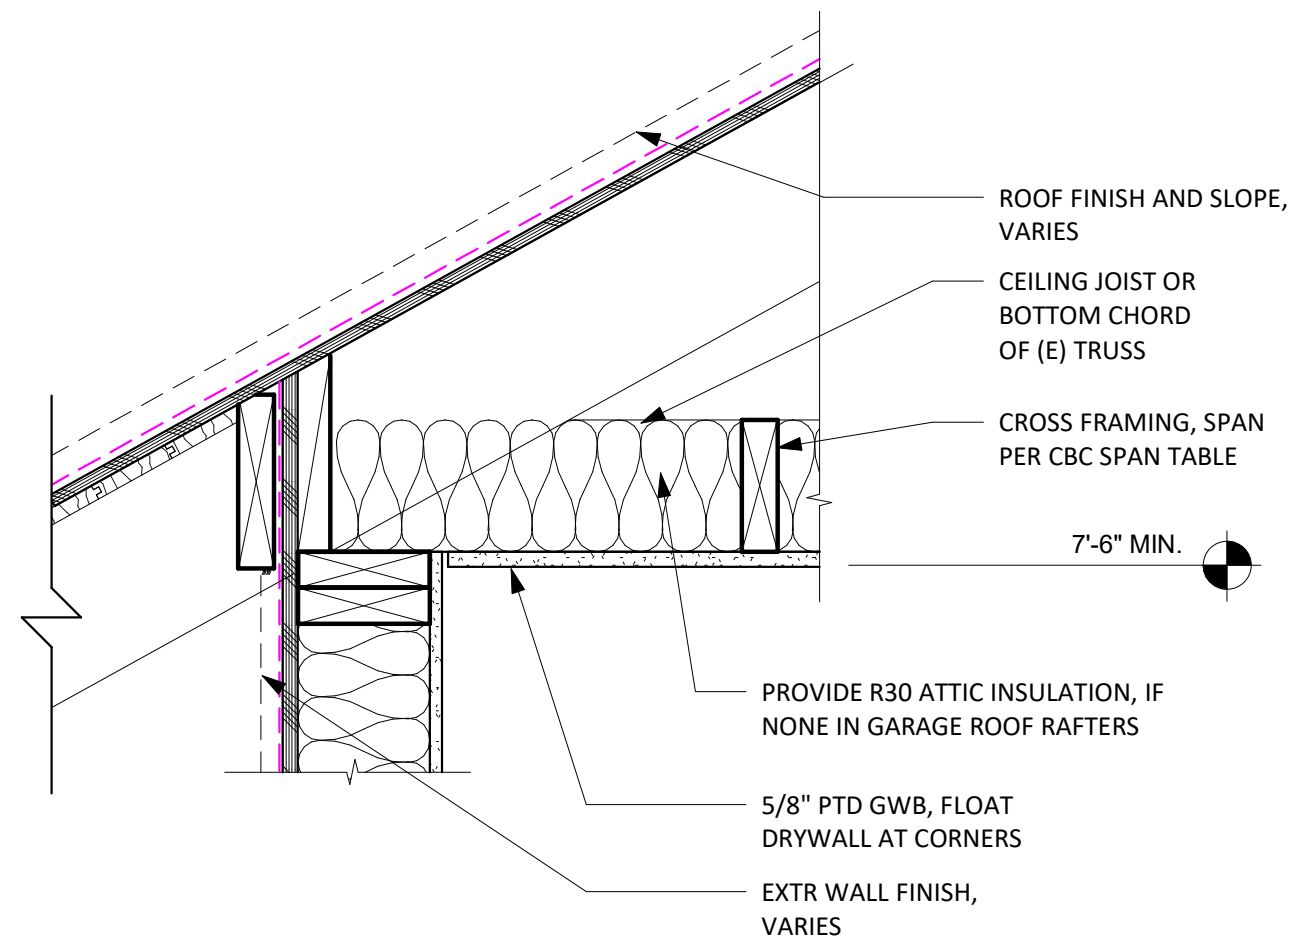 ROOF FINISH AND SLOPE,
VARIES
CEILING JOIST OR
BOTTOM CHORD
OF (E) TRUSS
CROSS FRAMING, SPAN
PER CBC SPAN TABLE
7'-6" MIN.
PROVIDE R30 ATTIC INSULATION, IF
NONE IN GARAGE ROOF RAFTERS
5/8" PTD GWB, FLOAT
DRYWALL AT CORNERS
EXTR WALL FINISH,
VARIES